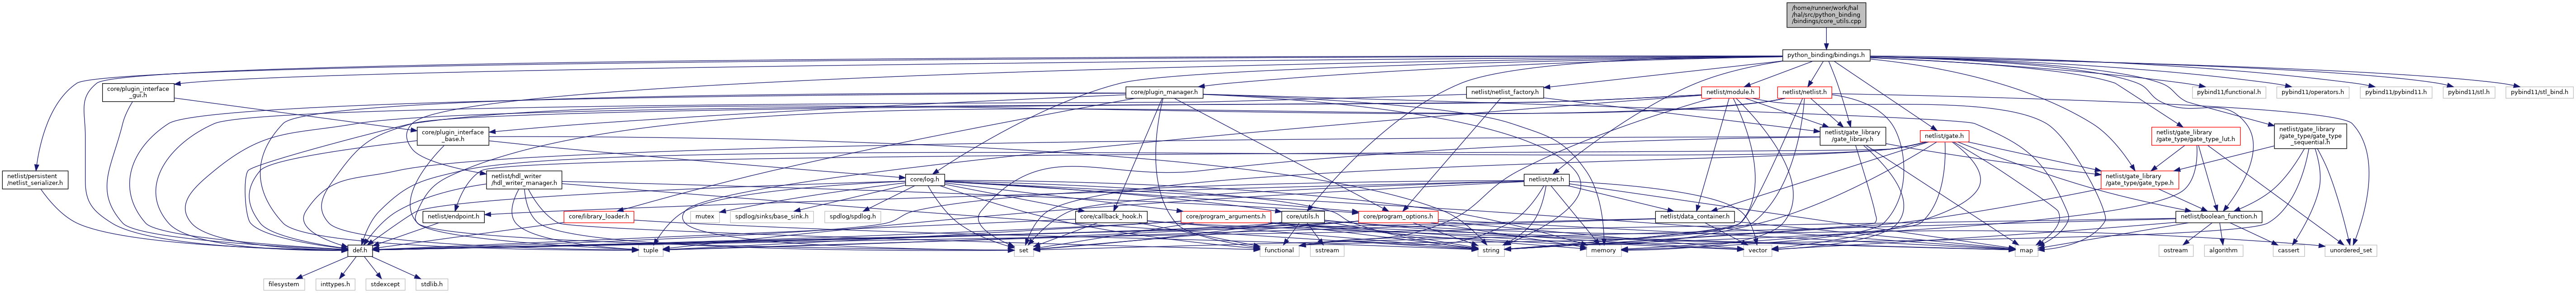 /home/runner/work/hal
/hal/src/python_binding
/bindings/core_utils.cpp
python_binding/bindings.h
core/plugin_interface
_gui.h
core/plugin_manager.h
netlist/netlist_factory.h
netlist/module.h
netlist/netlist.h
netlist/gate_library
/gate_type/gate_type_lut.h
netlist/gate_library
/gate_type/gate_type
_sequential.h
pybind11/functional.h
pybind11/operators.h
pybind11/pybind11.h
pybind11/stl.h
pybind11/stl_bind.h
core/plugin_interface
_base.h
netlist/gate_library
/gate_library.h
netlist/gate.h
netlist/persistent
/netlist_serializer.h
netlist/hdl_writer
/hdl_writer_manager.h
core/log.h
netlist/net.h
netlist/gate_library
/gate_type/gate_type.h
netlist/endpoint.h
core/library_loader.h
mutex
spdlog/sinks/base_sink.h
spdlog/spdlog.h
core/callback_hook.h
core/program_arguments.h
core/utils.h
core/program_options.h
netlist/data_container.h
netlist/boolean_function.h
def.h
tuple
set
functional
sstream
string
memory
vector
map
ostream
algorithm
cassert
unordered_set
filesystem
inttypes.h
stdexcept
stdlib.h